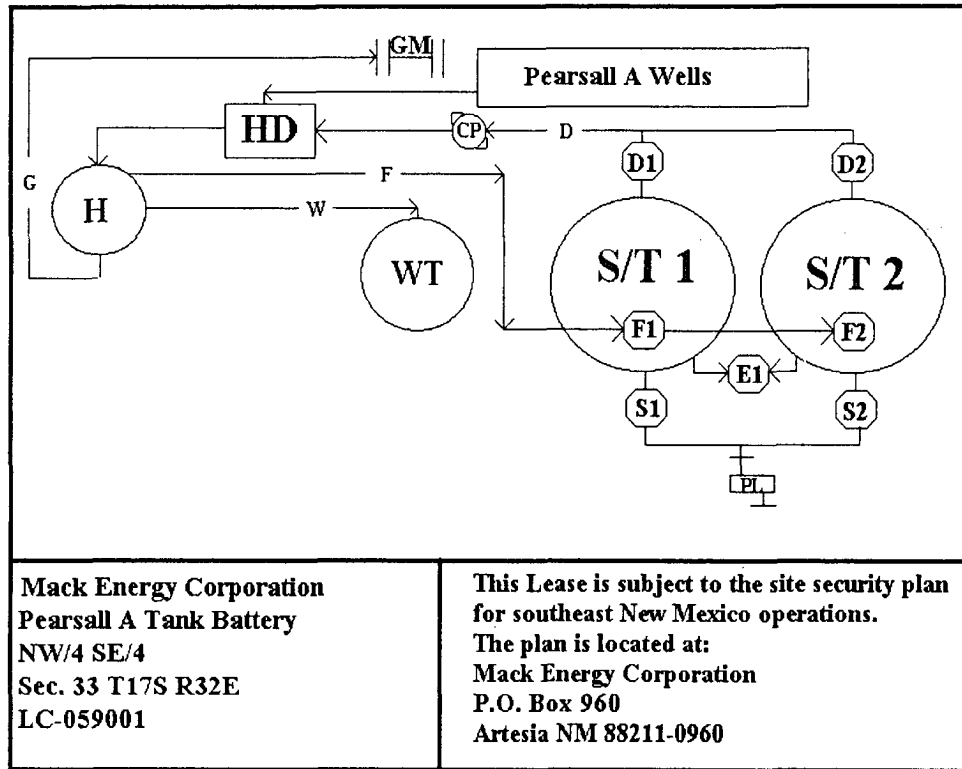 GM
Pearsall A Wells
HD
CP
D
D1
D2
G
F
H
W
WT
S/T 1
S/T 2
F1
F2
E1
S1
S2
PL
Mack Energy Corporation
Pearsall A Tank Battery
NW/4 SE/4
Sec. 33 T17S R32E
LC-059001
This Lease is subject to the site security plan
for southeast New Mexico operations.
The plan is located at:
Mack Energy Corporation
P.O. Box 960
Artesia NM 88211-0960